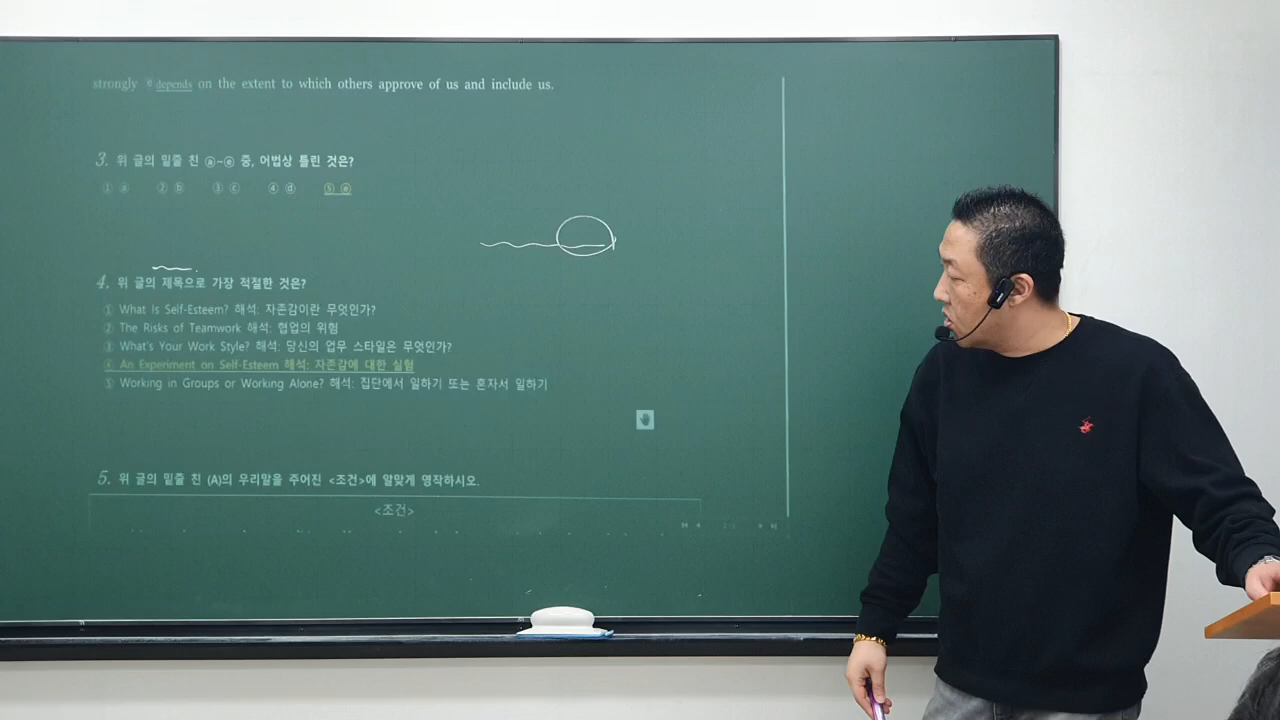 strongly ⓔ depends on the extent to which others approve of us and include us.
3. 위 글의 밑줄 친 ⓐ~ⓔ 중, 어법상 틀린 것은?
① ⓐ ② ⓑ ③ ⓒ ④ ⓓ ⑤ ⓔ
4. 위 글의 제목으로 가장 적절한 것은?
① What Is Self-Esteem? 해석: 자존감이란 무엇인가?
② The Risks of Teamwork 해석: 협업의 위험
③ What's Your Work Style? 해석: 당신의 업무 스타일은 무엇인가?
④ An Experiment on Self-Esteem 해석: 자존감에 대한 실험
⑤ Working in Groups or Working Alone? 해석: 집단에서 일하기 또는 혼자서 일하기
5. 위 글의 밑줄 친 (A)의 우리말을 주어진 <조건>에 알맞게 영작하시오.
<조건>